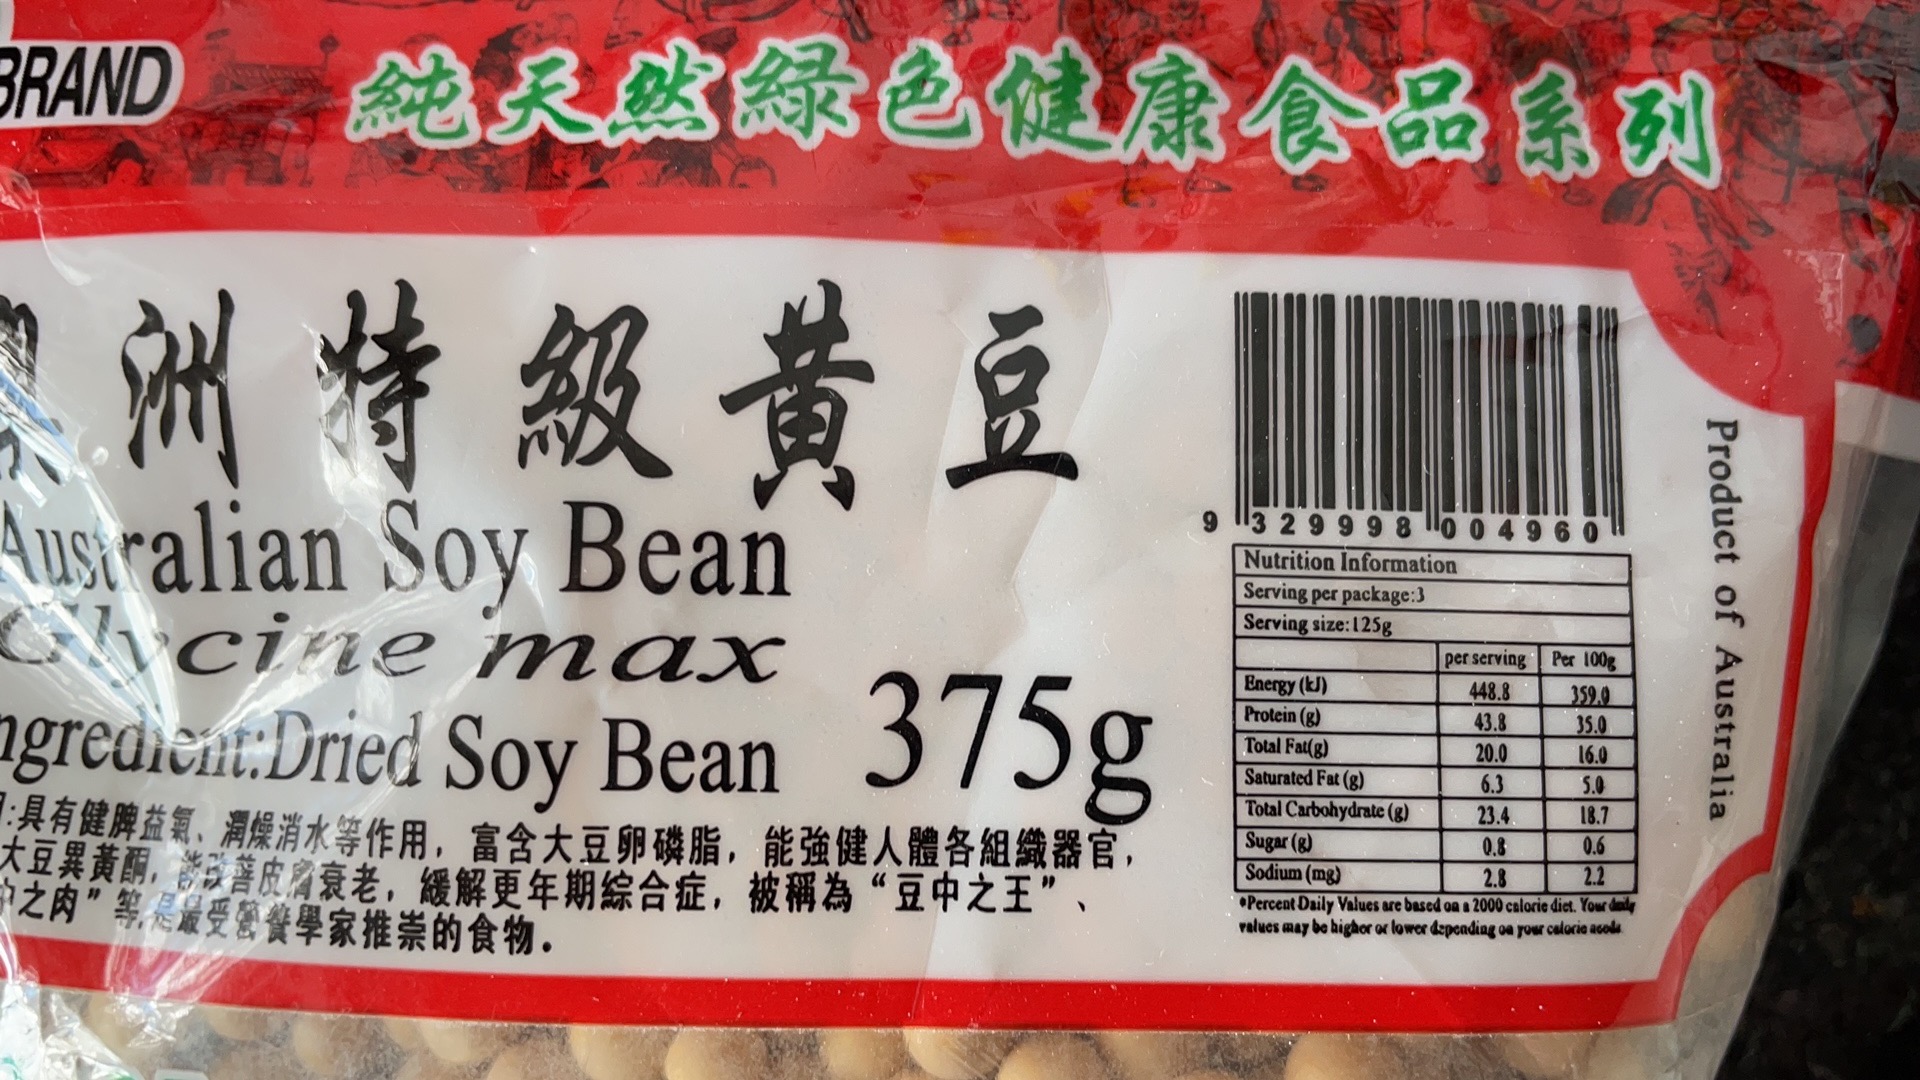 BRAND
純天然綠色健康食品系列
洲特級黃豆
Australian Soy Bean
Glycine max
ngredient:Dried Soy Bean
375g
:具有健脾益氣、潤燥消水等作用，富含大豆卵磷脂，能強健人體各組織器官，
大豆異黃酮，能改善皮膚衰老，緩解更年期綜合症，被稱為“豆中之王”、
中之肉”等，是最受營養學家推崇的食物.
9 329998 004960
Nutrition Information
Serving per package:3
Serving size:125g
per serving Per 100g
Energy (kJ) 448.8 359.0
Protein (g) 43.8 35.0
Total Fat(g) 20.0 16.0
Saturated Fat (g) 6.3 5.0
Total Carbohydrate (g) 23.4 18.7
Sugar (g) 0.8 0.6
Sodium (mg) 2.8 2.2
•Percent Daily Values are based on a 2000 calorie diet. Your daily
values may be higher or lower depending on your calorie needs
Product of Australia